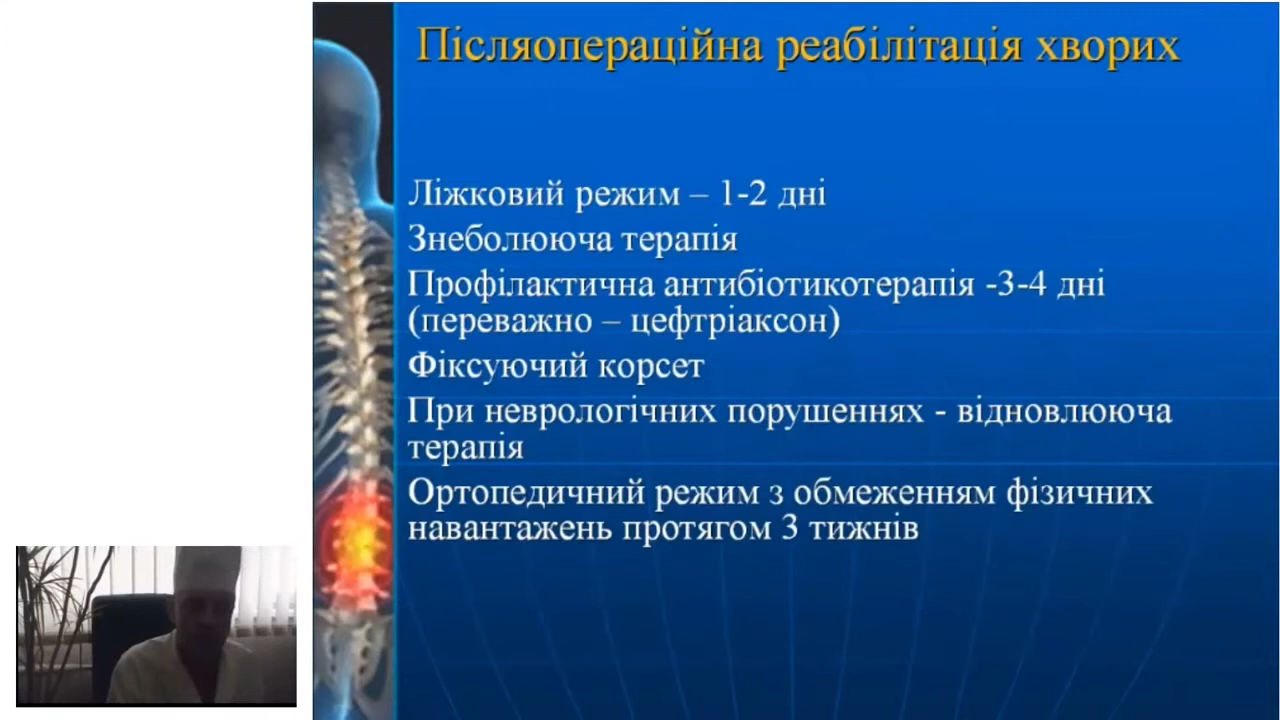 Післяопераційна реабілітація хворих
Ліжковий режим – 1-2 дні
Знеболююча терапія
Профілактична антибіотикотерапія -3-4 дні
(переважно – цефтріаксон)
Фіксуючий корсет
При неврологічних порушеннях - відновлююча
терапія
Ортопедичний режим з обмеженням фізичних
навантажень протягом 3 тижнів